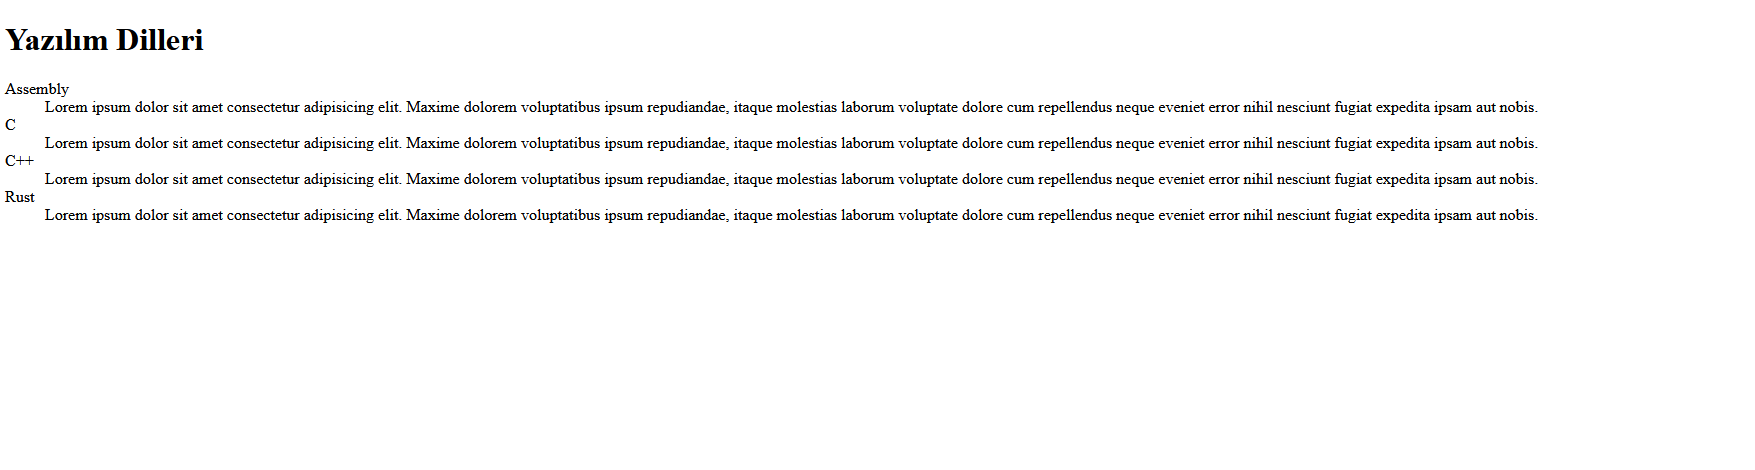 Yazılım Dilleri
Assembly
Lorem ipsum dolor sit amet consectetur adipisicing elit. Maxime dolorem voluptatibus ipsum repudiandae, itaque molestias laborum voluptate dolore cum repellendus neque eveniet error nihil nesciunt fugiat expedita ipsam aut nobis.
C
Lorem ipsum dolor sit amet consectetur adipisicing elit. Maxime dolorem voluptatibus ipsum repudiandae, itaque molestias laborum voluptate dolore cum repellendus neque eveniet error nihil nesciunt fugiat expedita ipsam aut nobis.
C++
Lorem ipsum dolor sit amet consectetur adipisicing elit. Maxime dolorem voluptatibus ipsum repudiandae, itaque molestias laborum voluptate dolore cum repellendus neque eveniet error nihil nesciunt fugiat expedita ipsam aut nobis.
Rust
Lorem ipsum dolor sit amet consectetur adipisicing elit. Maxime dolorem voluptatibus ipsum repudiandae, itaque molestias laborum voluptate dolore cum repellendus neque eveniet error nihil nesciunt fugiat expedita ipsam aut nobis.